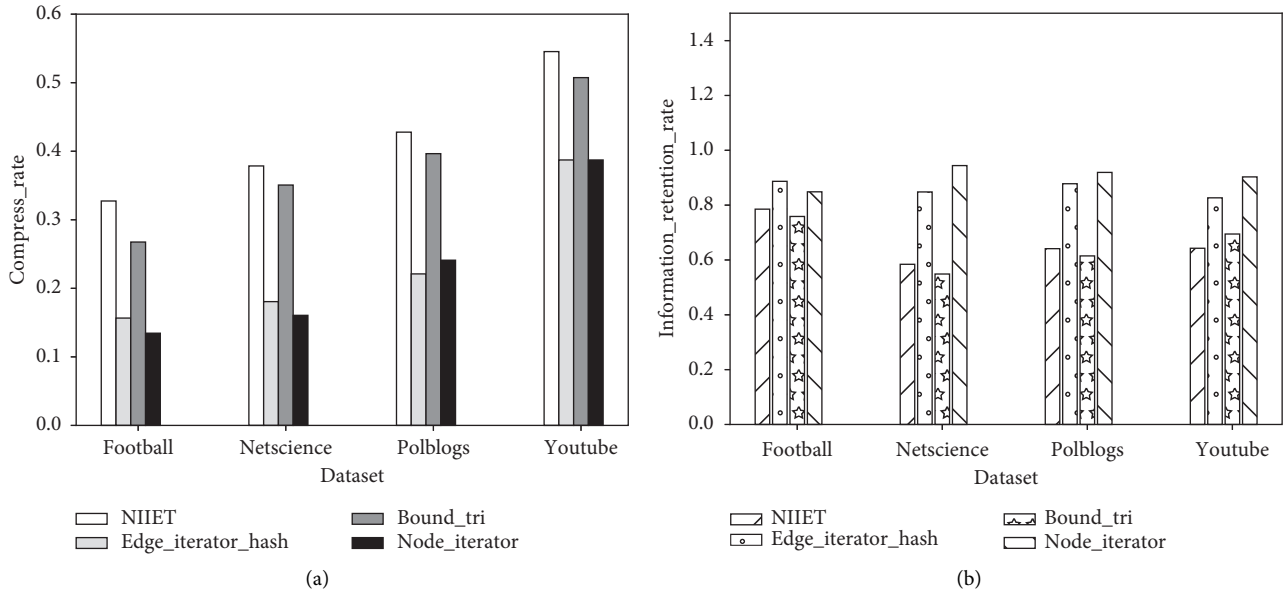 0.6
0.5
0.4
0.3
0.2
0.1
0.0
Compress_rate
Football Netscience Polblogs Youtube
Dataset
NIIET Bound_tri
Edge_iterator_hash Node_iterator
(a)
1.4
1.2
1.0
0.8
0.6
0.4
0.2
0.0
Information_retention_rate
Football Netscience Polblogs Youtube
Dataset
NIIET Bound_tri
Edge_iterator_hash Node_iterator
(b)